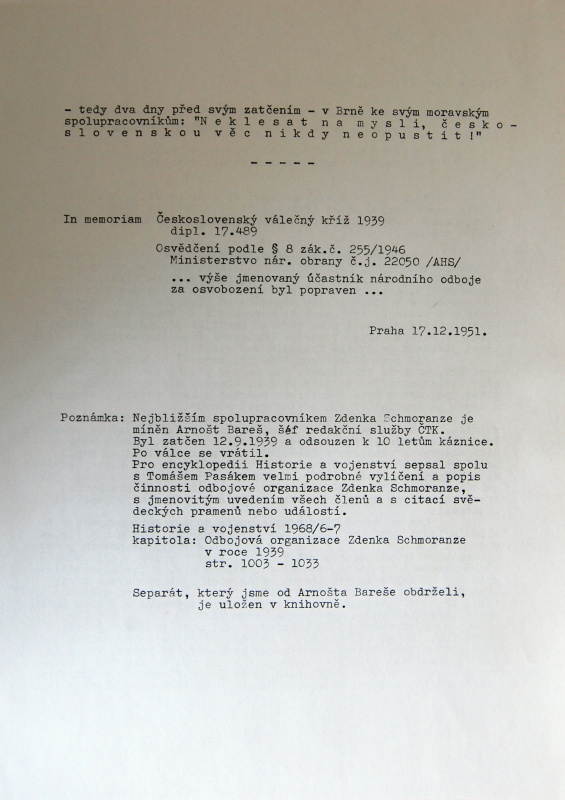 - tedy dva dny před svým zatčením - v Brně ke svým moravským
spolupracovníkům: "N e k l e s a t  n a  m y s l i,  č e s k o -
s l o v e n s k o u  v ě c  n i k d y  n e o p u s t i t !"
- - - - -
In memoriam Československý válečný kříž 1939
dipl. 17.489
Osvědčení podle § 8 zák.č. 255/1946
Ministerstvo nár. obrany č.j. 22050 /AHS/
... výše jmenovaný účastník národního odboje
za osvobození byl popraven ...
Praha 17.12.1951.
Poznámka: Nejbližším spolupracovníkem Zdenka Schmoranze je
míněn Arnošt Bareš, šéf redakční služby ČTK.
Byl zatčen 12.9.1939 a odsouzen k 10 letům káznice.
Po válce se vrátil.
Pro encyklopedii Historie a vojenství sepsal spolu
s Tomášem Pasákem velmi podrobné vylíčení a popis
činnosti odbojové organizace Zdenka Schmoranze,
s jmenovitým uvedením všech členů a s citací svě-
deckých pramenů nebo událostí.
Historie a vojenství 1968/6-7
kapitola: Odbojová organizace Zdenka Schmoranze
v roce 1939
str. 1003 - 1033
Separát, který jsme od Arnošta Bareše obdrželi,
je uložen v knihovně.